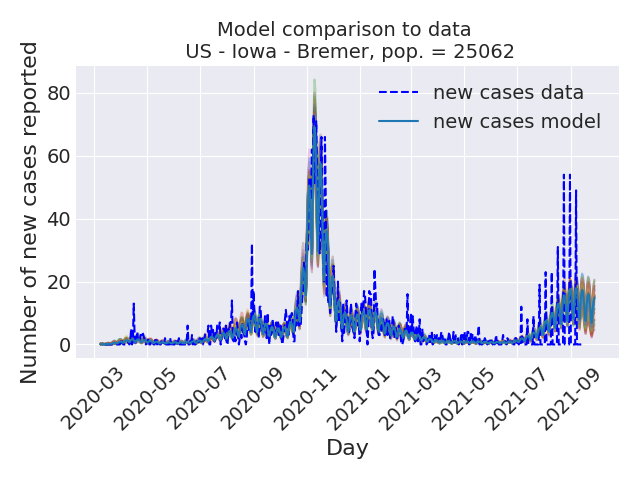 Model comparison to data
US - Iowa - Bremer, pop. = 25062
new cases data
new cases model
Number of new cases reported
80
60
40
20
0
2020-03
2020-05
2020-07
2020-09
2020-11
2021-01
2021-03
2021-05
2021-07
2021-09
Day